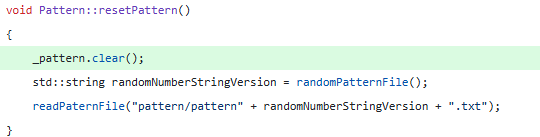 void Pattern::resetPattern()
{
    _pattern.clear();
    std::string randomNumberStringVersion = randomPatternFile();
    readPaternFile("pattern/pattern" + randomNumberStringVersion + ".txt");
}